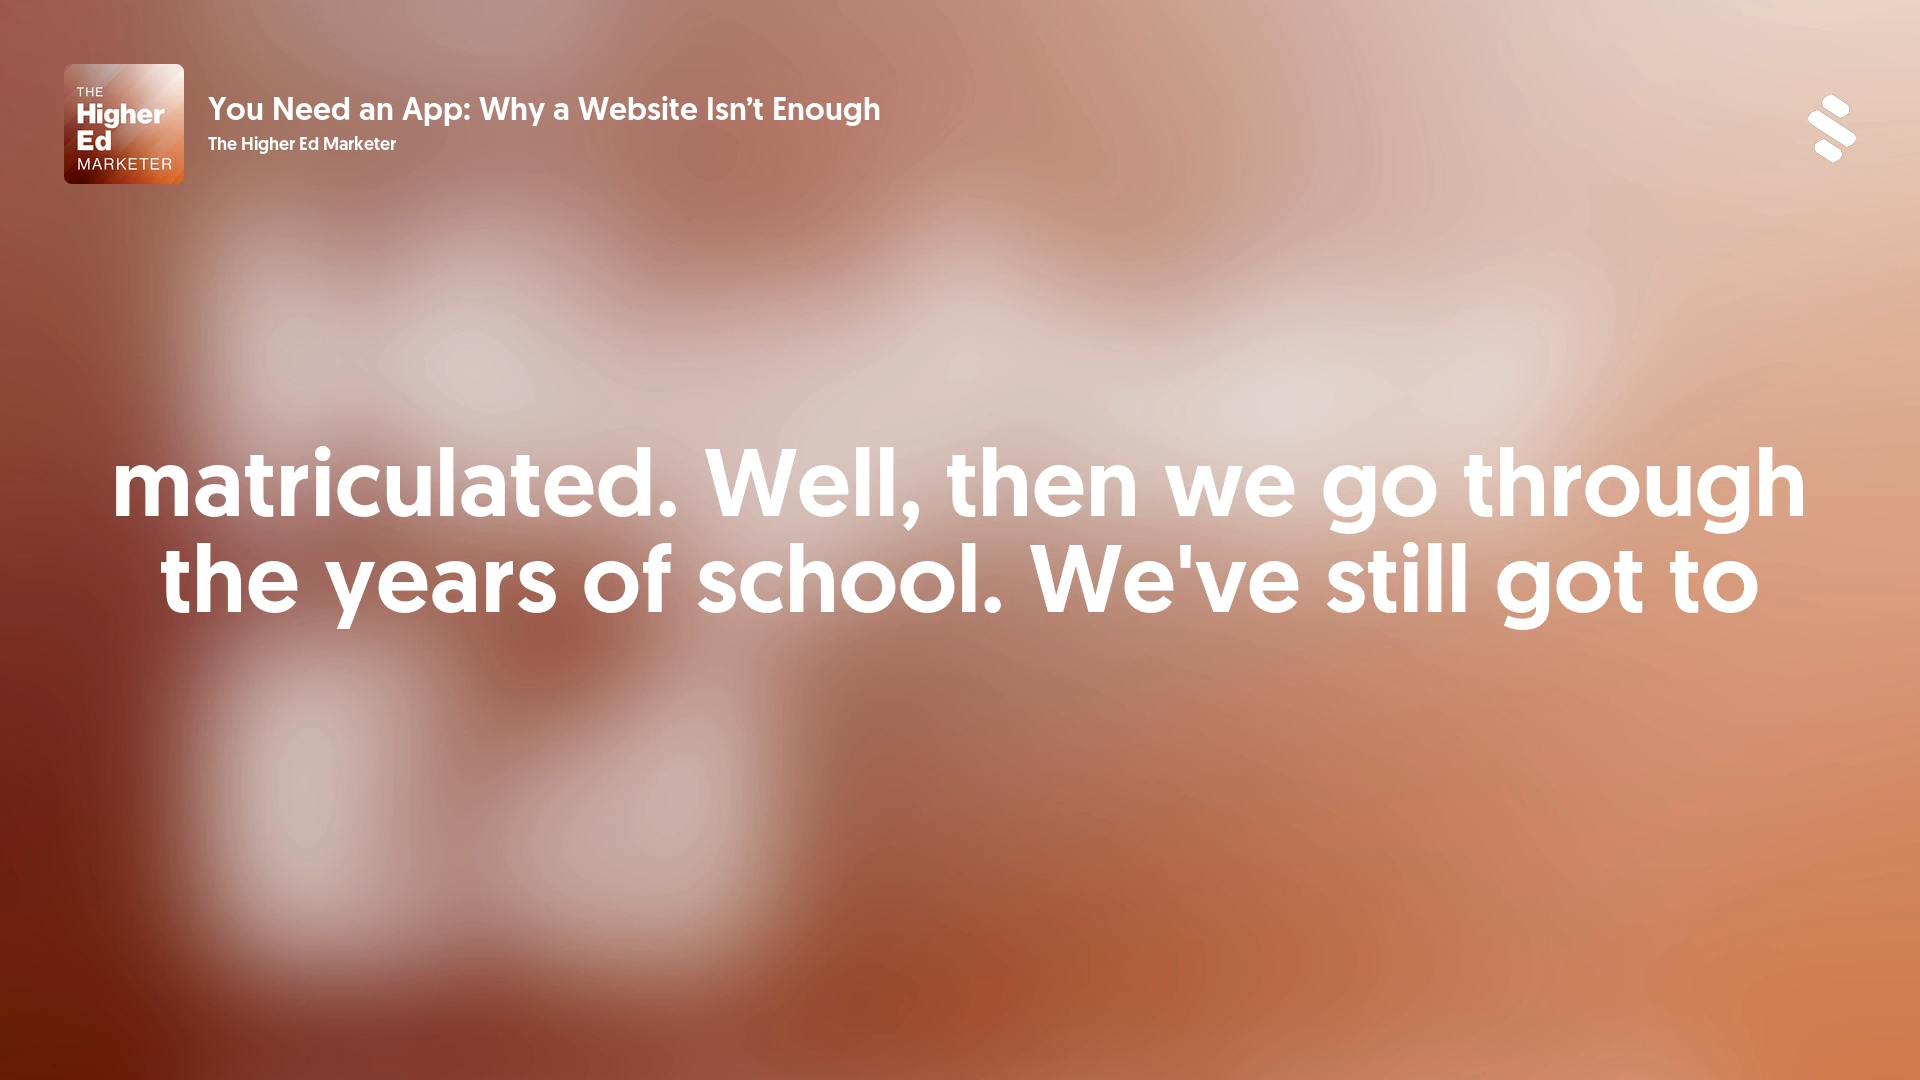 THE
Higher
Ed
MARKETER
You Need an App: Why a Website Isn’t Enough
The Higher Ed Marketer
matriculated. Well, then we go through
the years of school. We've still got to